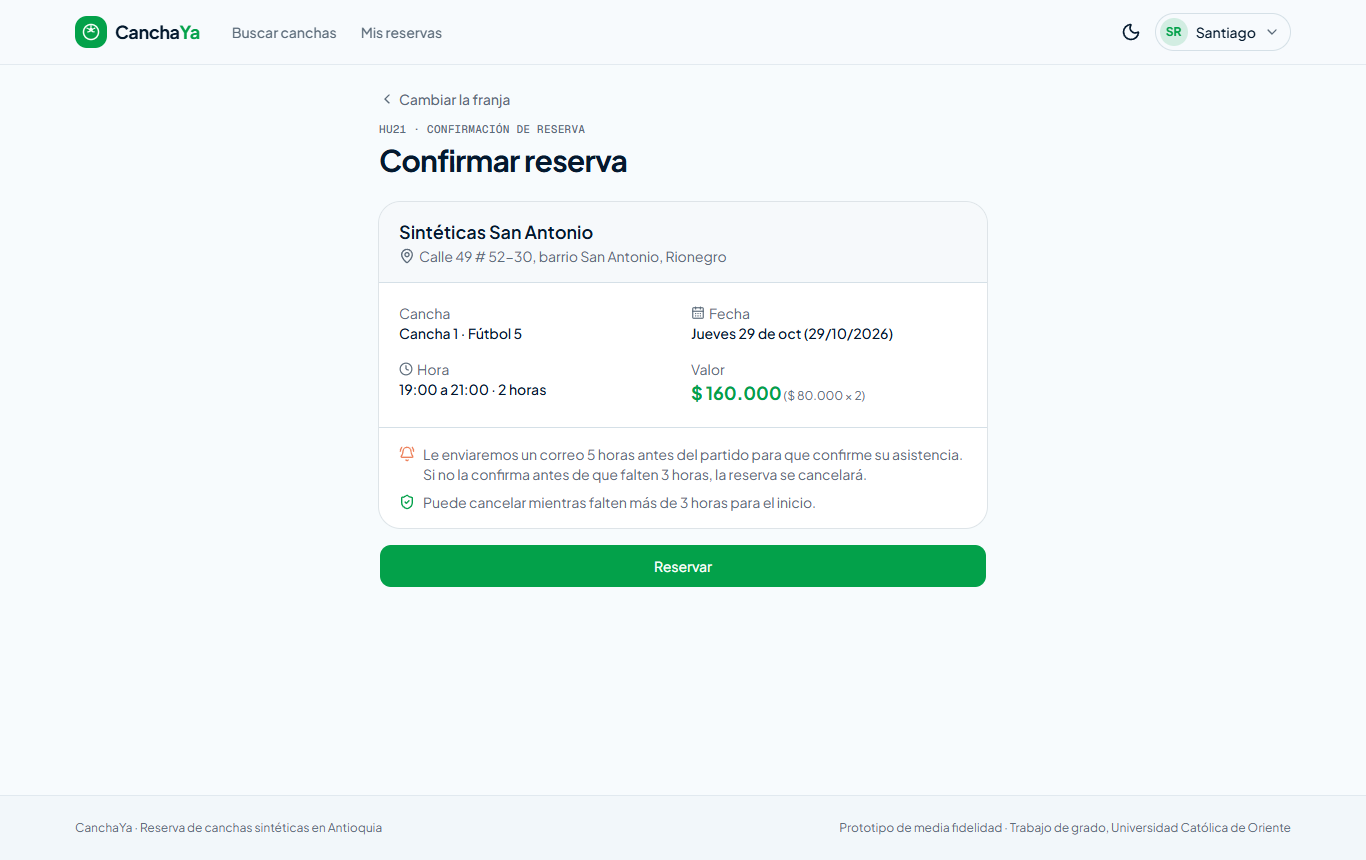 CanchaYa
Buscar canchas
Mis reservas
SR
Santiago
Cambiar la franja
HU21 · CONFIRMACIÓN DE RESERVA
Confirmar reserva
Sintéticas San Antonio
Calle 49 # 52–30, barrio San Antonio, Rionegro
Cancha
Cancha 1 · Fútbol 5
Fecha
Jueves 29 de oct (29/10/2026)
Hora
19:00 a 21:00 · 2 horas
Valor
$ 160.000 ($ 80.000 × 2)
Le enviaremos un correo 5 horas antes del partido para que confirme su asistencia.
Si no la confirma antes de que falten 3 horas, la reserva se cancelará.
Puede cancelar mientras falten más de 3 horas para el inicio.
Reservar
CanchaYa · Reserva de canchas sintéticas en Antioquia
Prototipo de media fidelidad · Trabajo de grado, Universidad Católica de Oriente